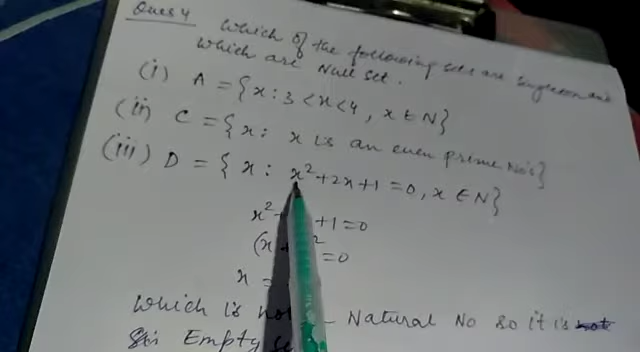 Ques 4 Which of the following sets are singleton and
which are Null set.
(i) A = {x : 3 < x < 4, x ∈ N}
(ii) C = {x : x is an even prime No's}
(iii) D = {x : x²+2x+1 = 0, x ∈ N}
x² +1=0
(x ² =0
x =
Which is Natural No so it is
Empty